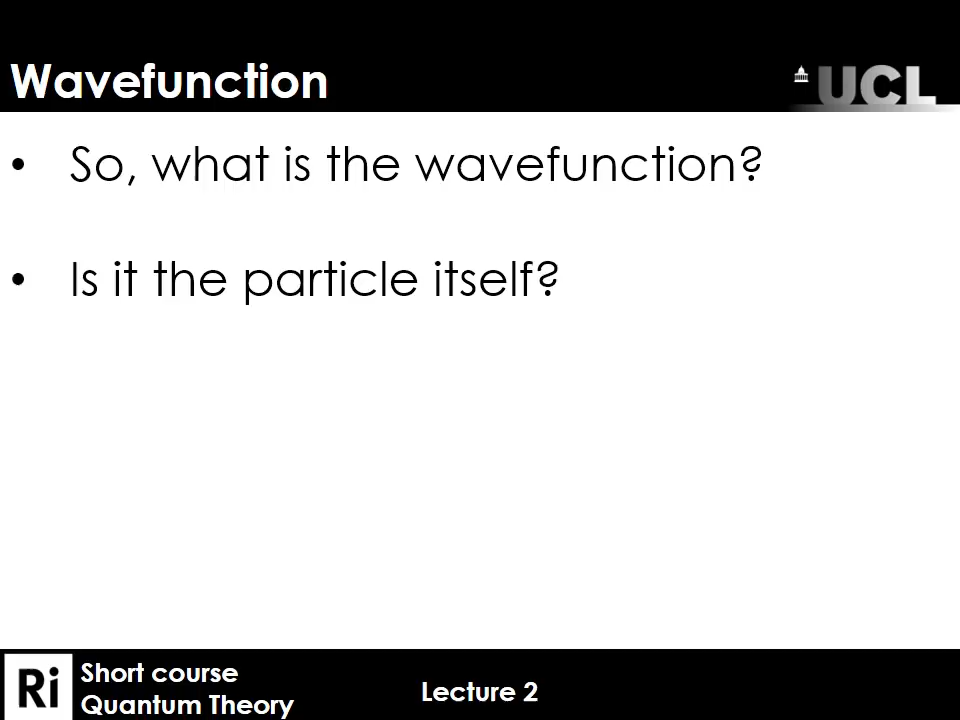 Wavefunction
UCL
• So, what is the wavefunction?
• Is it the particle itself?
Ri
Short course
Quantum Theory
Lecture 2